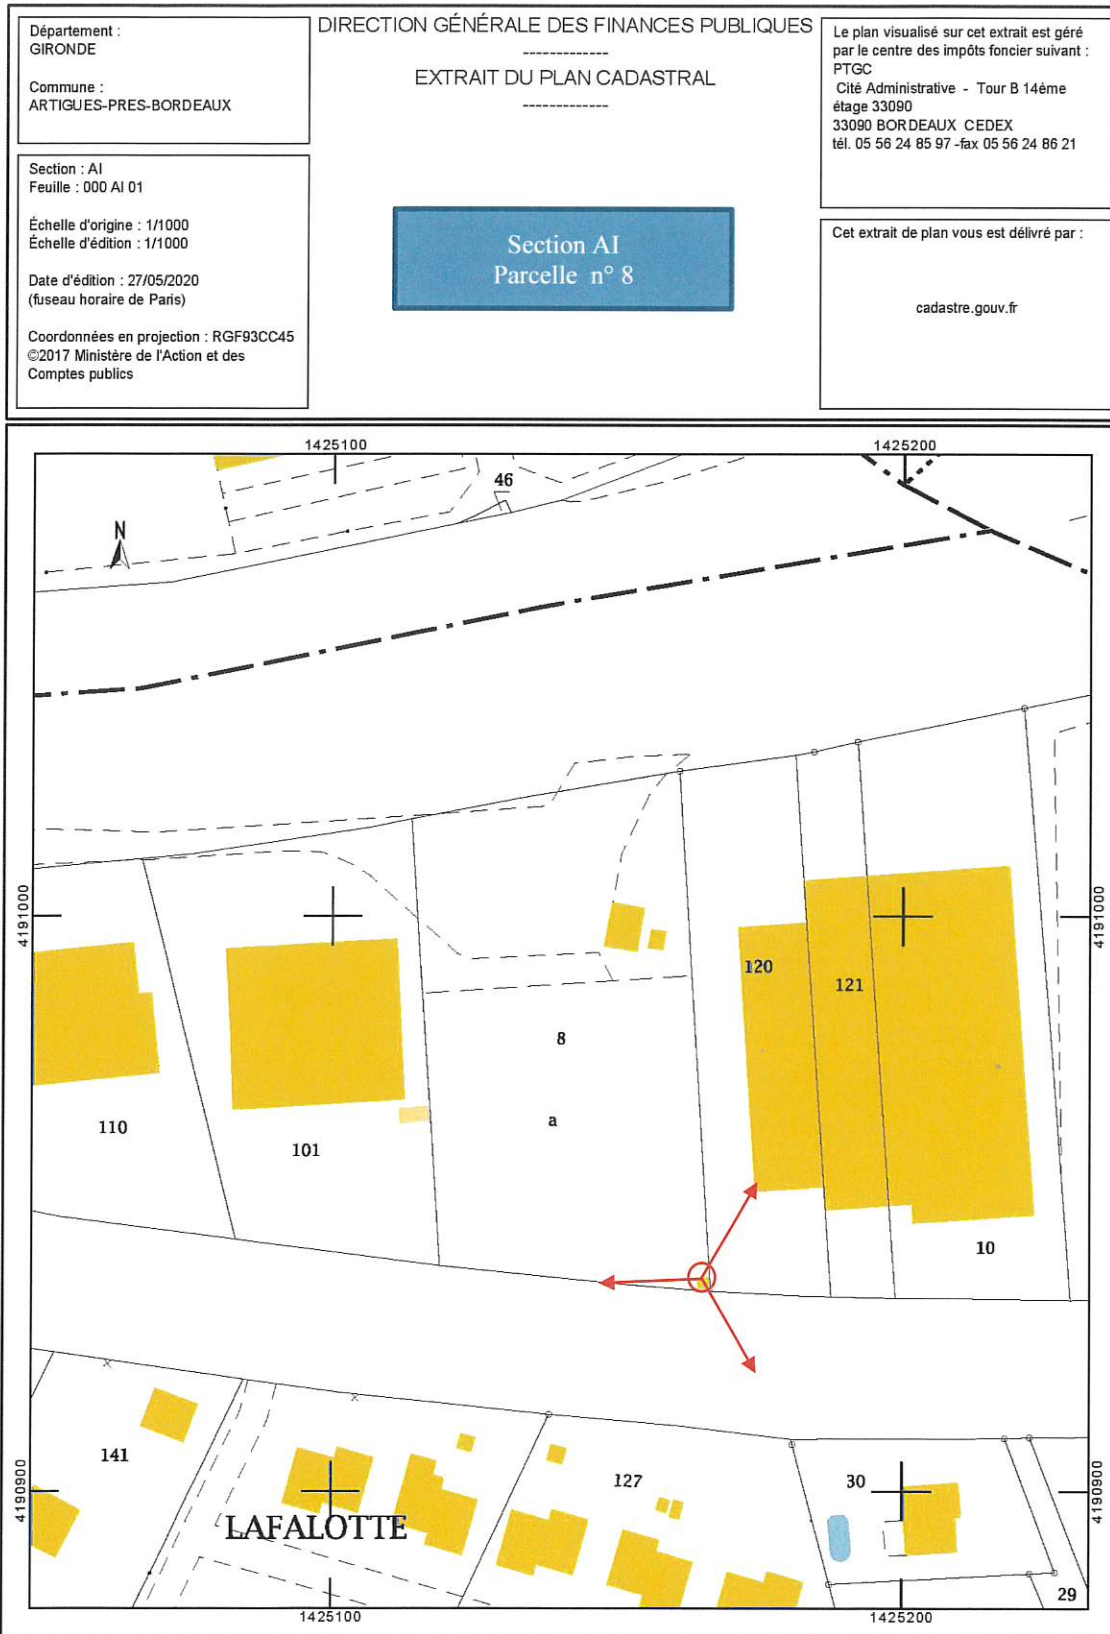 Département :
GIRONDE
Commune :
ARTIGUES-PRES-BORDEAUX
Section : AI
Feuille : 000 AI 01
Échelle d'origine : 1/1000
Échelle d'édition : 1/1000
Date d'édition : 27/05/2020
(fuseau horaire de Paris)
Coordonnées en projection : RGF93CC45
©2017 Ministère de l'Action et des
Comptes publics
DIRECTION GÉNÉRALE DES FINANCES PUBLIQUES
-------------
EXTRAIT DU PLAN CADASTRAL
-------------
Section AI
Parcelle n° 8
Le plan visualisé sur cet extrait est géré
par le centre des impôts foncier suivant :
PTGC
Cité Administrative - Tour B 14éme
étage 33090
33090 BORDEAUX CEDEX
tél. 05 56 24 85 97 -fax 05 56 24 86 21
Cet extrait de plan vous est délivré par :
cadastre.gouv.fr
1425100
1425200
46
N
4191000
4191000
120
121
8
a
110
101
10
141
127
30
4190900
4190900
LAFALOTTE
29
1425100
1425200